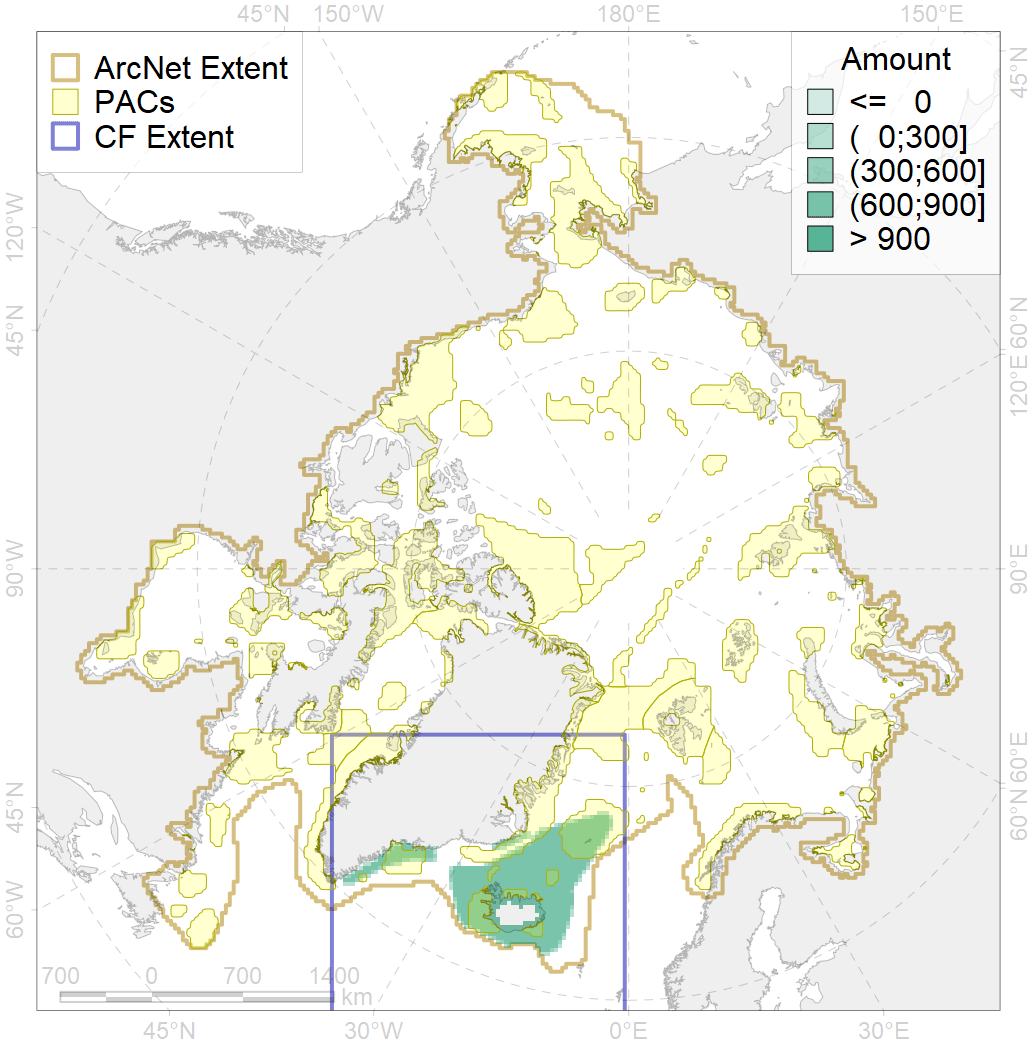 45°N 150°W 180°E 150°E
ArcNet Extent
PACs
CF Extent
Amount
<= 0
( 0;300]
(300;600]
(600;900]
> 900
45°N
120°W
60°N
45°N
120°E
90°W
90°E
60°E
45°N
60°N
60°W
700 0 700 1400
km
45°N 30°W 0°E 30°E